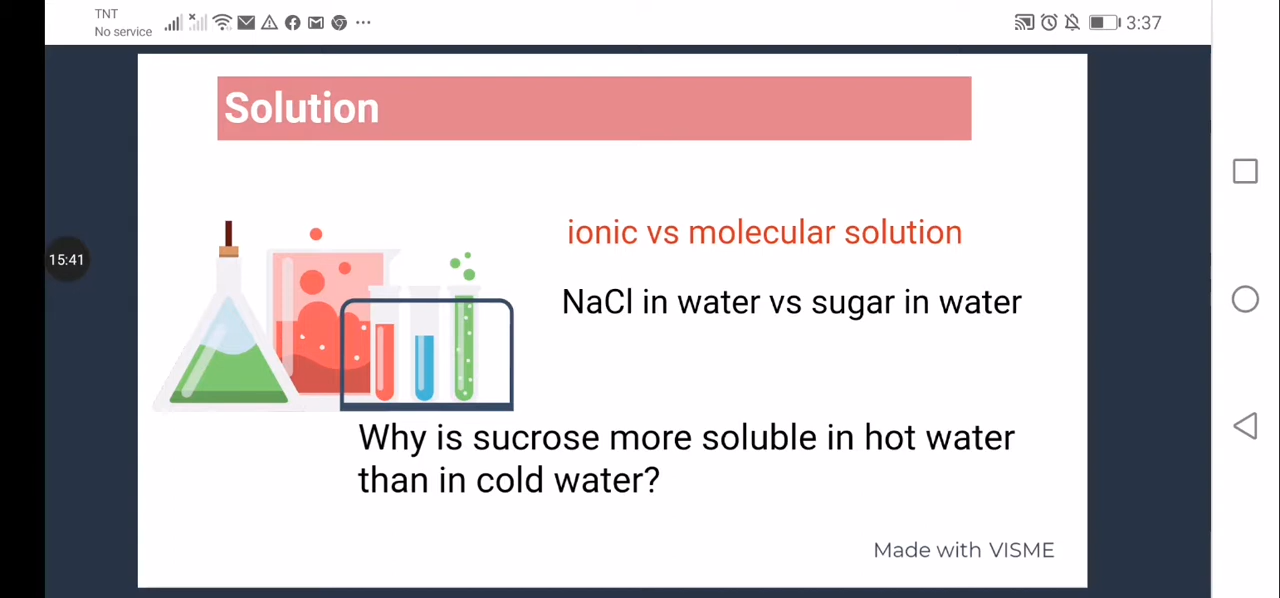 TNT
No service
3:37
Solution
ionic vs molecular solution
15:41
NaCl in water vs sugar in water
Why is sucrose more soluble in hot water
than in cold water?
Made with VISME